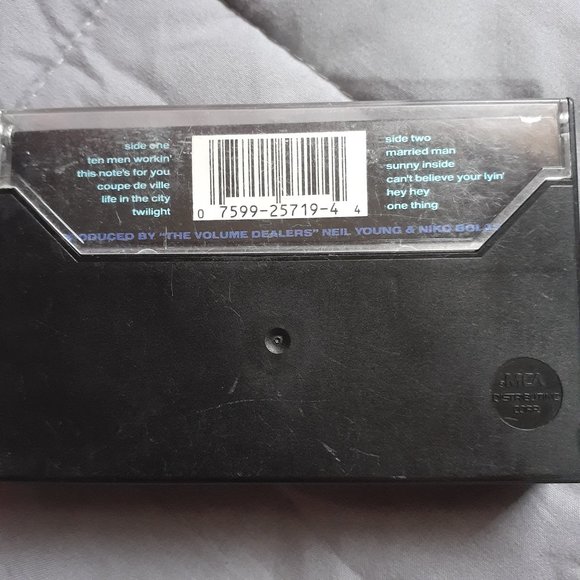 side one
ten men workin'
this note's for you
coupe de ville
life in the city
twilight
0 7599-25719-4 4
side two
married man
sunny inside
can't believe your lyin'
hey hey
one thing
PRODUCED BY "THE VOLUME DEALERS" NEIL YOUNG & NIKO
MCA
DISTRIBUTING
CORP.